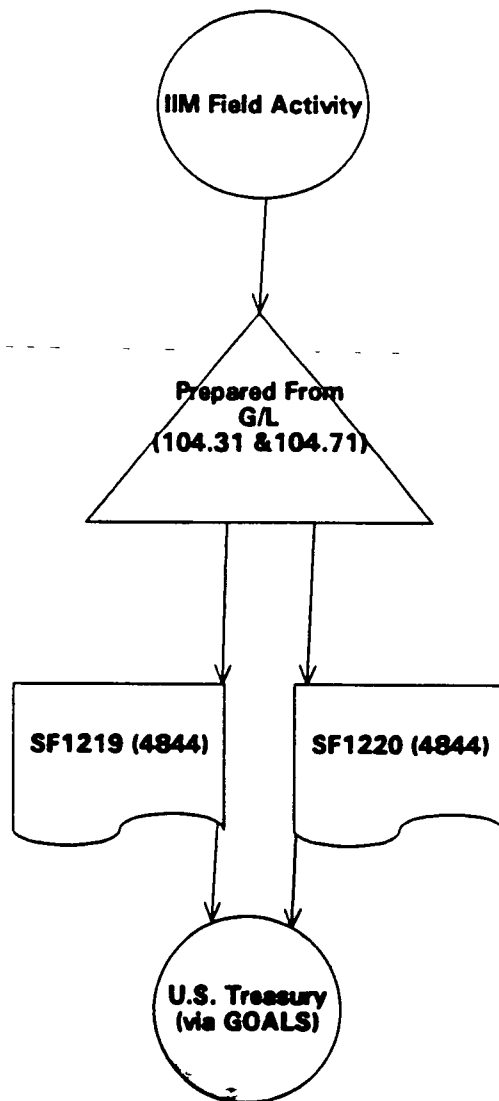 IIM Field Activity
Prepared From
G/L
(104.31 &104.71)
SF1219 (4844)
SF1220 (4844)
U.S. Treasury
(via GOALS)